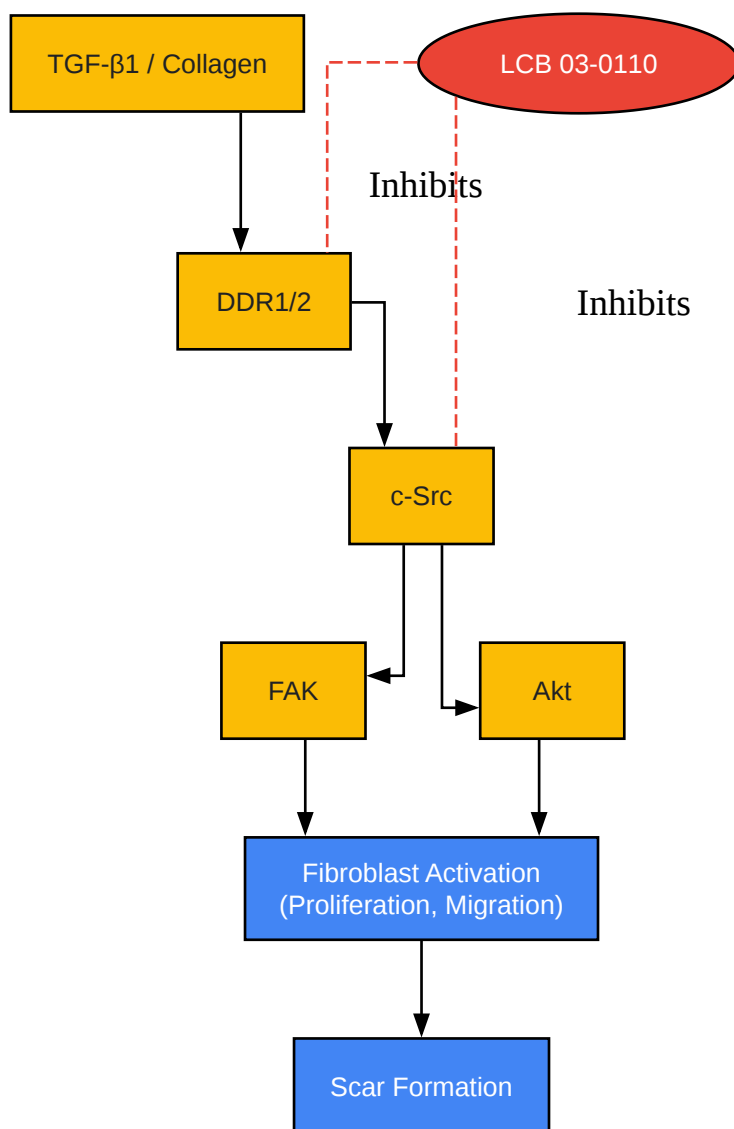 TGF-β1 / Collagen
LCB 03-0110
Inhibits
DDR1/2
Inhibits
c-Src
FAK
Akt
Fibroblast Activation
(Proliferation, Migration)
Scar Formation